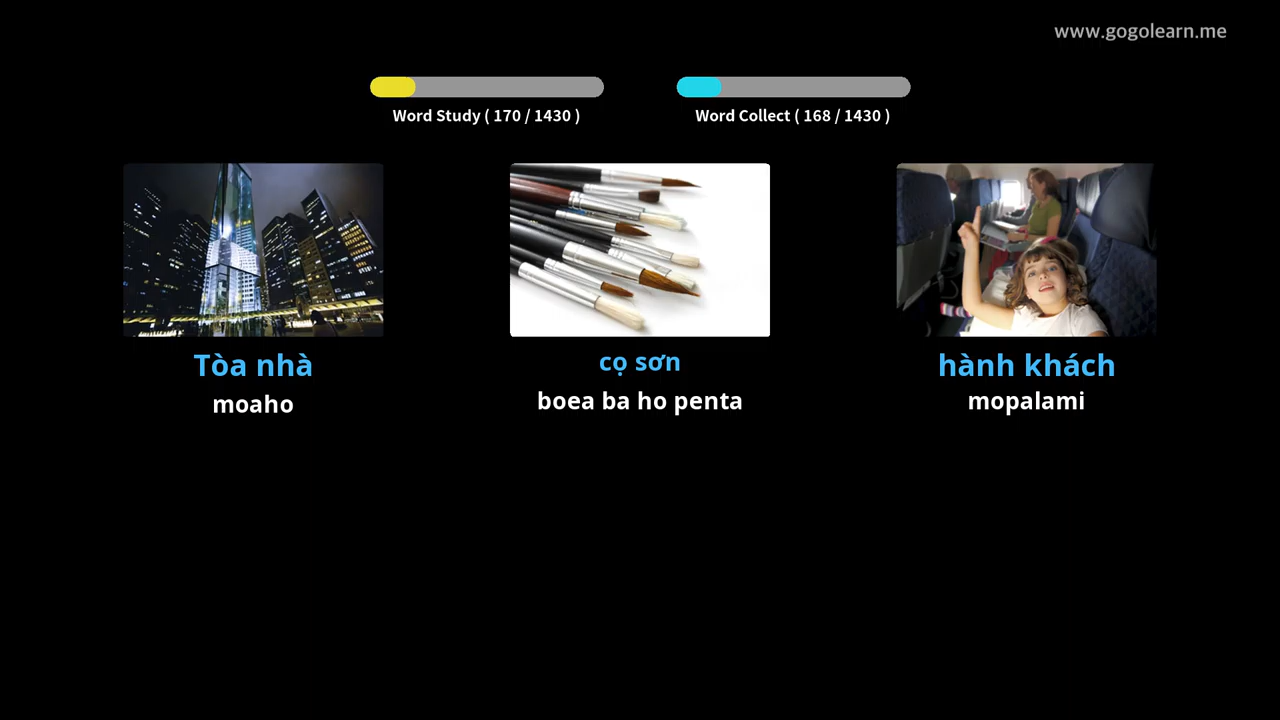 www.gogolearn.me
Word Study ( 170 / 1430 )
Word Collect ( 168 / 1430 )
Tòa nhà
moaho
cọ sơn
boea ba ho penta
hành khách
mopalami